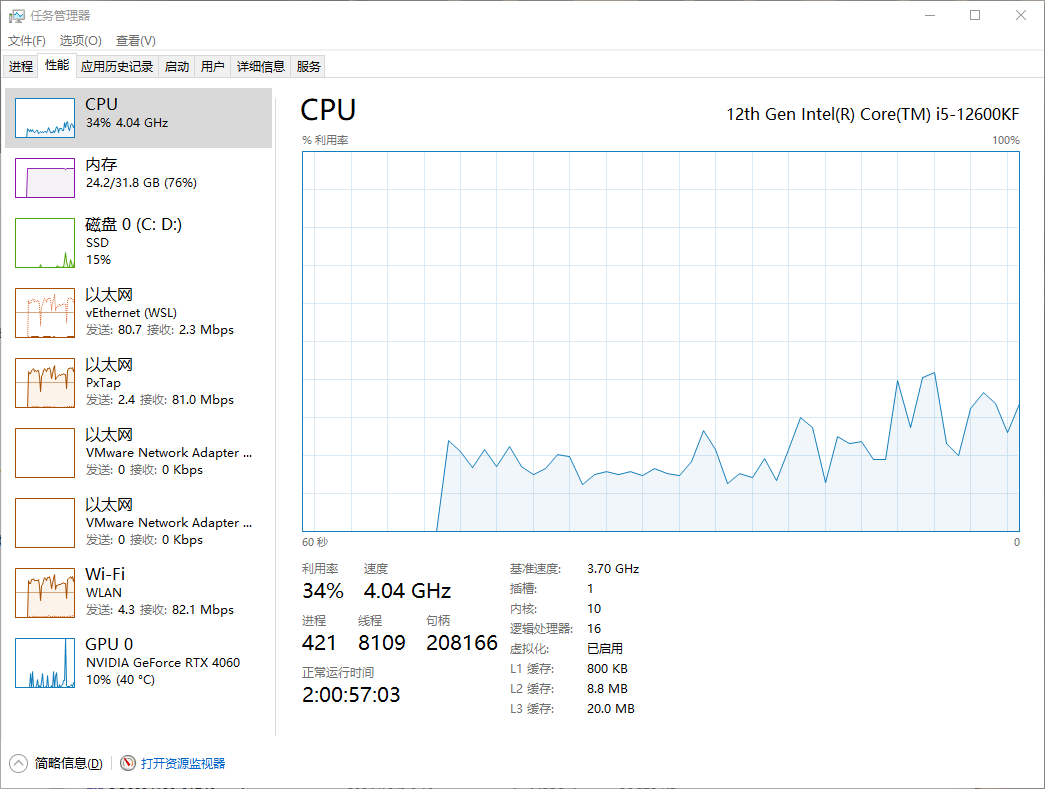 任务管理器
文件(F) 选项(O) 查看(V)
进程 性能 应用历史记录 启动 用户 详细信息 服务
CPU
34% 4.04 GHz
内存
24.2/31.8 GB (76%)
磁盘 0 (C: D:)
SSD
15%
以太网
vEthernet (WSL)
发送: 80.7 接收: 2.3 Mbps
以太网
PxTap
发送: 2.4 接收: 81.0 Mbps
以太网
VMware Network Adapter ...
发送: 0 接收: 0 Kbps
以太网
VMware Network Adapter ...
发送: 0 接收: 0 Kbps
Wi-Fi
WLAN
发送: 4.3 接收: 82.1 Mbps
GPU 0
NVIDIA GeForce RTX 4060
10% (40 °C)
CPU 12th Gen Intel(R) Core(TM) i5-12600KF
% 利用率 100%
60 秒 0
利用率 速度
34% 4.04 GHz
进程 线程 句柄
421 8109 208166
正常运行时间
2:00:57:03
基准速度: 3.70 GHz
插槽: 1
内核: 10
逻辑处理器: 16
虚拟化: 已启用
L1 缓存: 800 KB
L2 缓存: 8.8 MB
L3 缓存: 20.0 MB
简略信息(D) 打开资源监视器